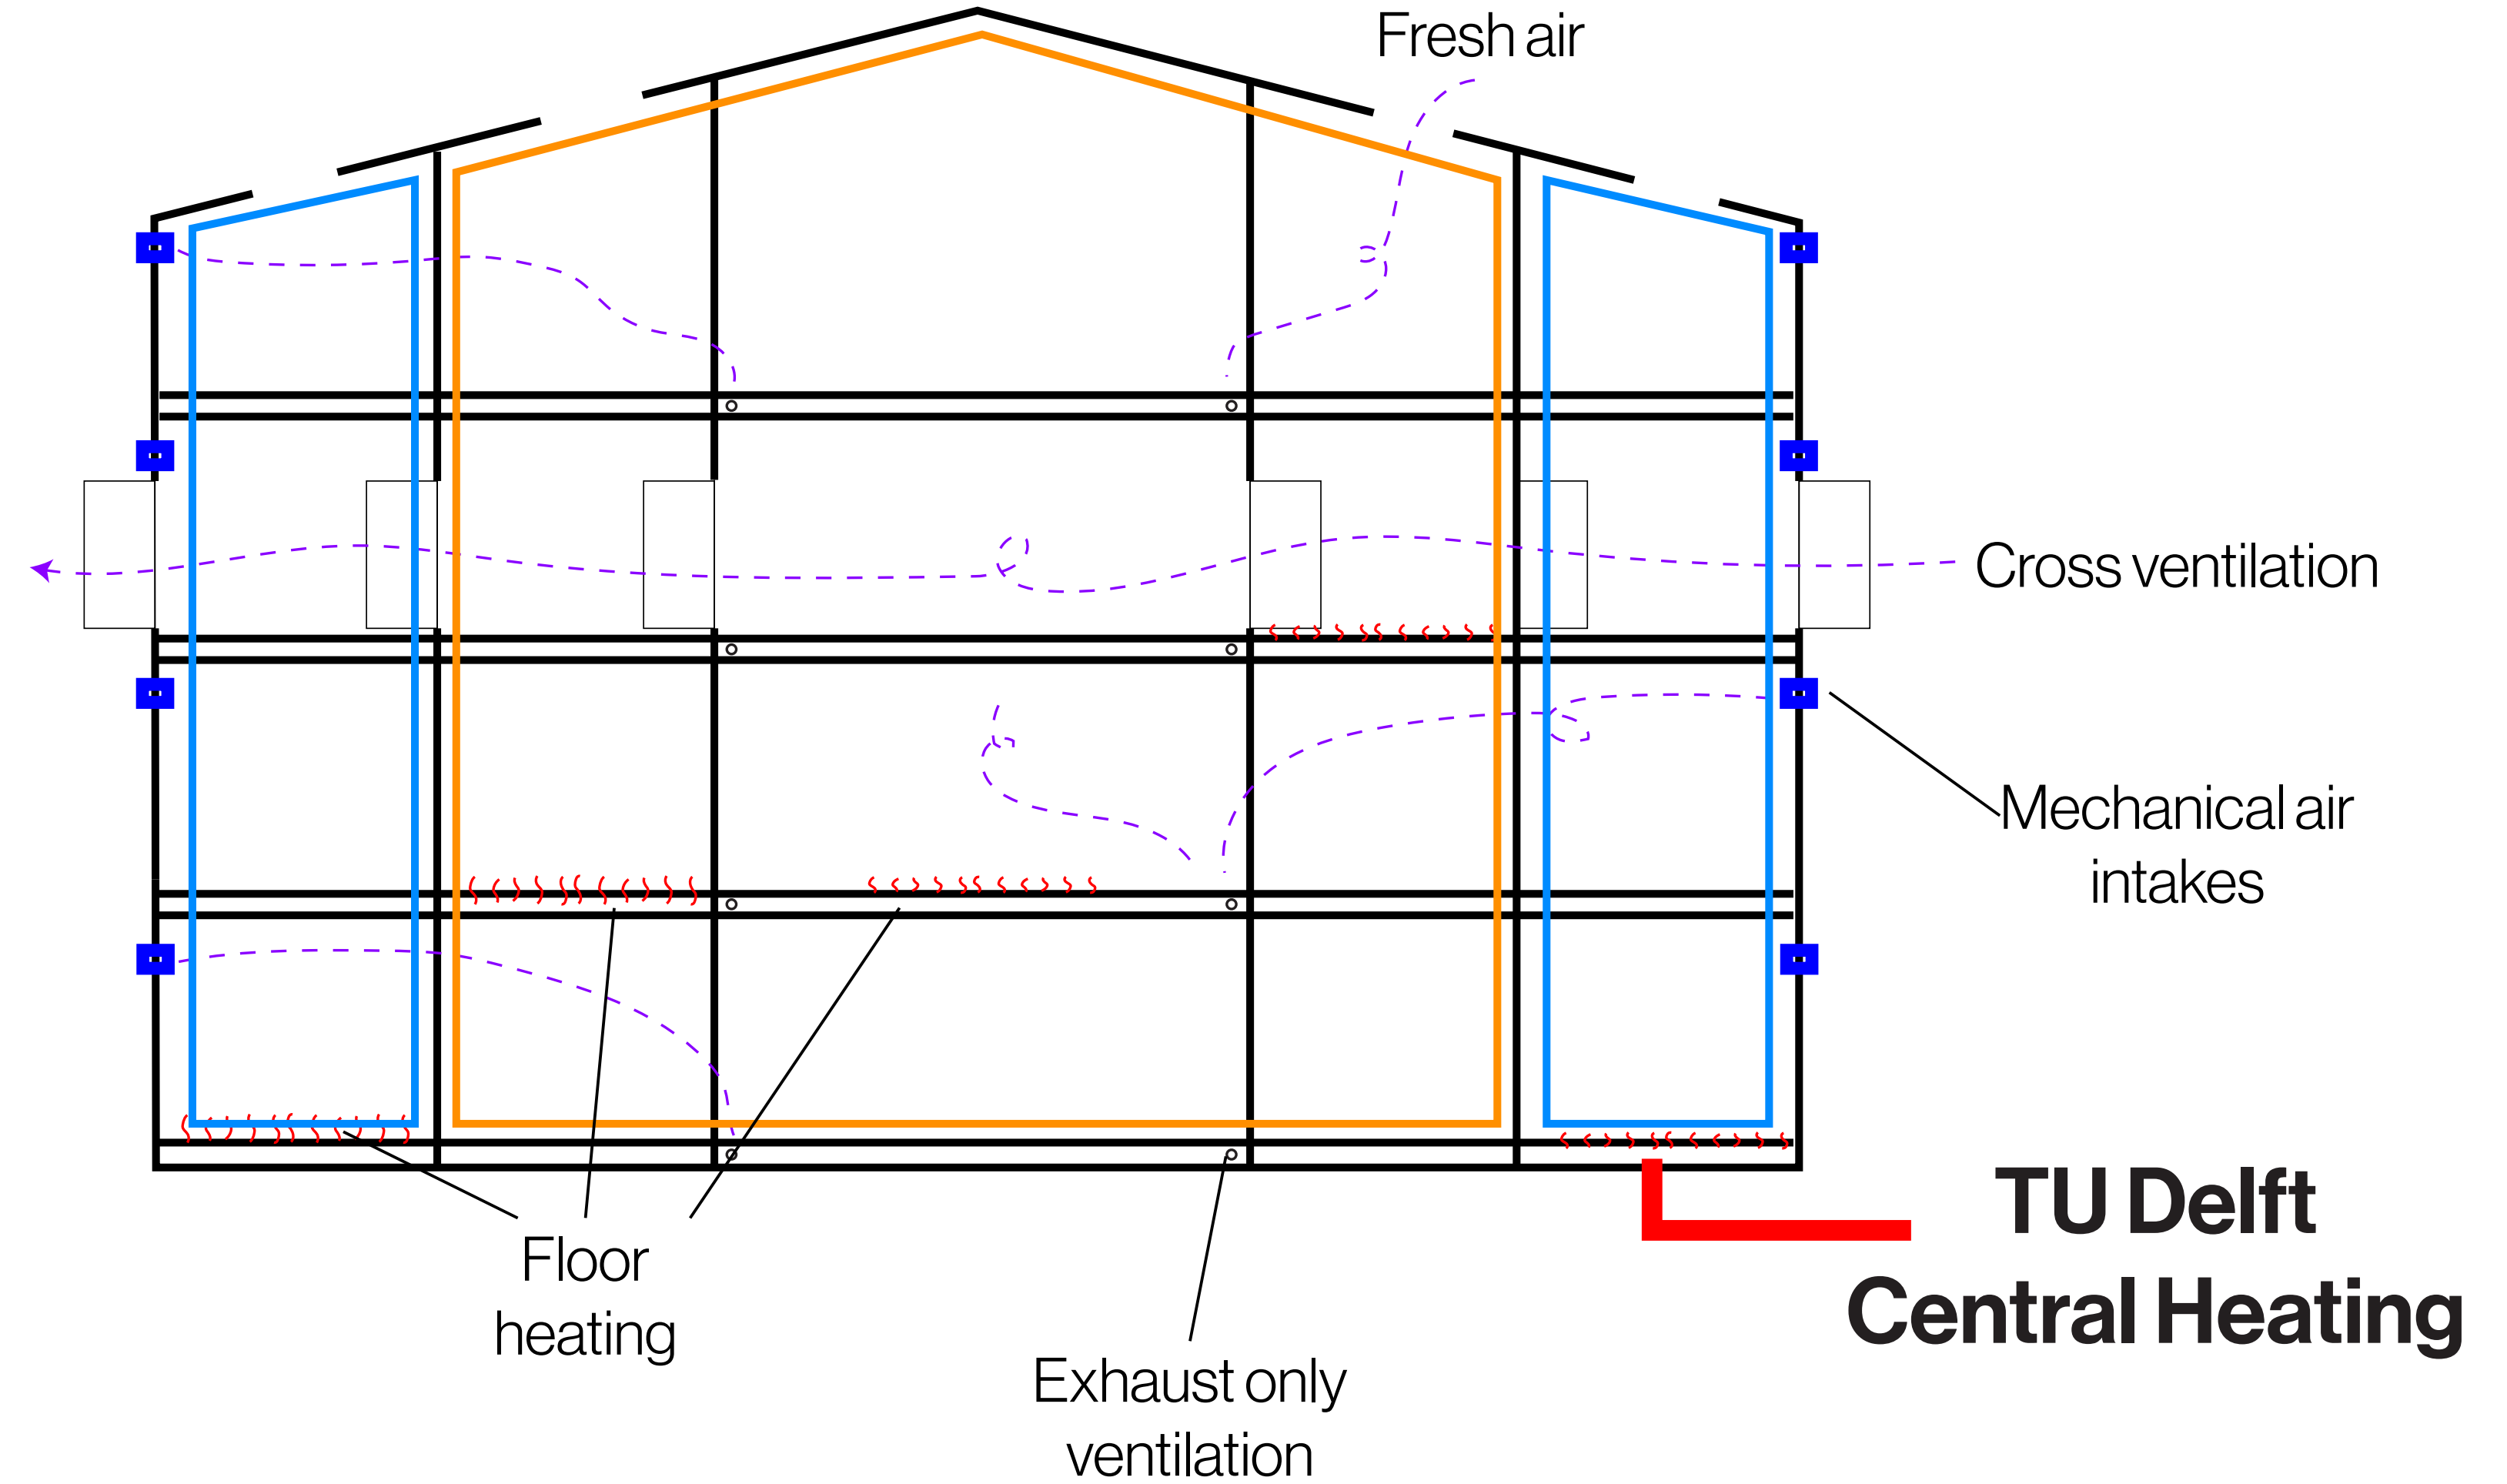 Fresh air
Cross ventilation
Mechanical air
intakes
TU Delft
Central Heating
Floor
heating
Exhaust only
ventilation